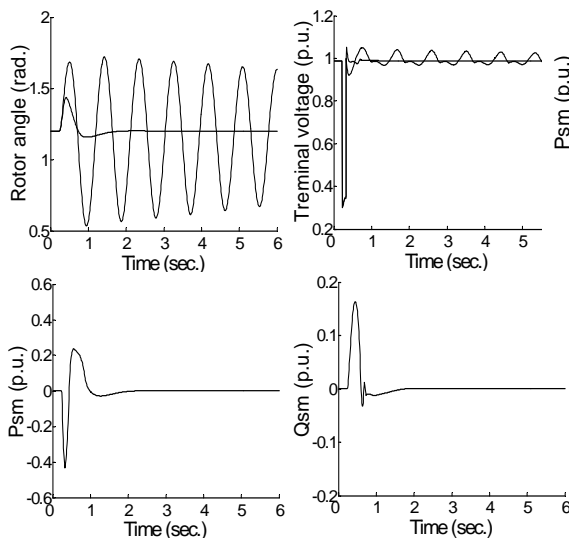 2
1.5
1
0.5
0 1 2 3 4 5 6
Rotor angle (rad.)
Time (sec.)
1.2
1
0.8
0.6
0.4
0.2
0 1 2 3 4 5
Treminal voltage (p.u.)
Time (sec.)
Psm (p.u.)
0.6
0.4
0.2
0
-0.2
-0.4
-0.6
0 1 2 3 4 5 6
Psm (p.u.)
Time (sec.)
0.2
0.1
0
-0.1
-0.2
0 1 2 3 4 5 6
Qsm (p.u.)
Time (sec.)